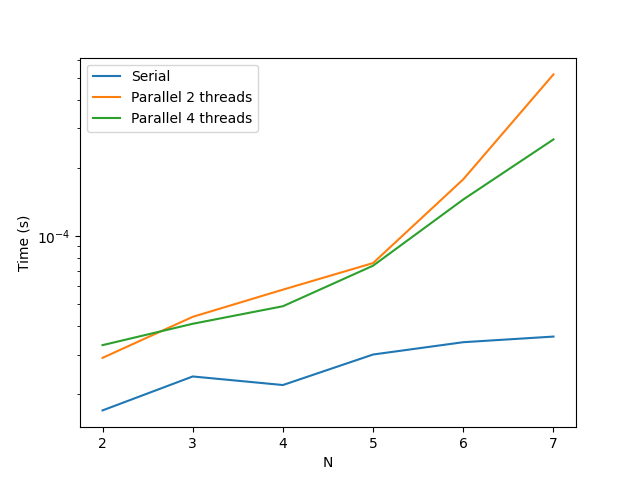 Serial
Parallel 2 threads
Parallel 4 threads
Time (s)
10⁻⁴
2 3 4 5 6 7
N